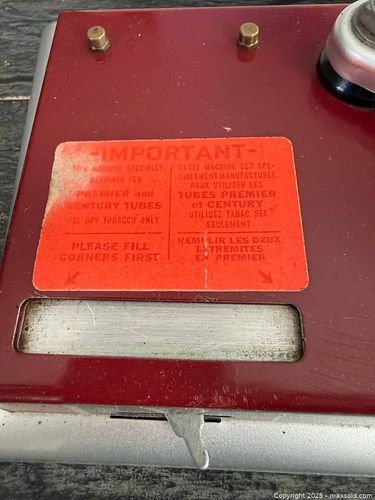 -IMPORTANT-
THIS MACHINE SPECIALLY
DESIGNED FOR
PREMIER and
CENTURY TUBES
USE DRY TOBACCO ONLY
PLEASE FILL
CORNERS FIRST
CETTE MACHINE EST SPE-
CIALEMENT MANUFACTUREE
POUR UTILISER LES
TUBES PREMIER
et CENTURY
UTILISEZ TABAC SEC
SEULEMENT
REMPLIR LES DEUX
EXTREMITES
EN PREMIER
Copyright © 2025 - maxsold.com